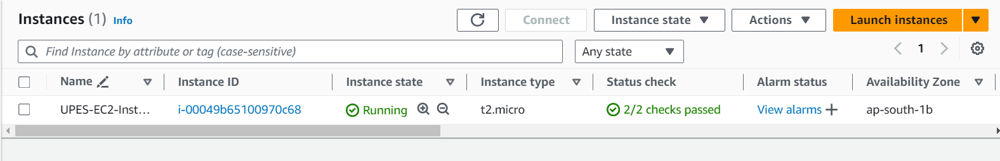 Instances (1) Info Connect Instance state Actions Launch instances
Find Instance by attribute or tag (case-sensitive) Any state 1
Name Instance ID Instance state Instance type Status check Alarm status Availability Zone
UPES-EC2-Inst... i-00049b65100970c68 Running t2.micro 2/2 checks passed View alarms + ap-south-1b